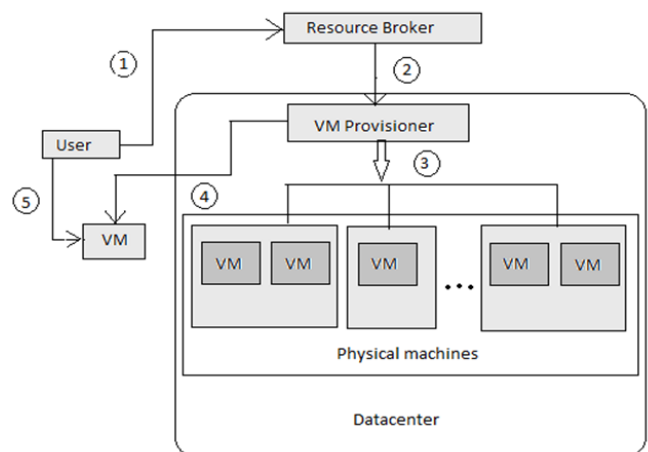 Resource Broker
1
2
VM Provisioner
User
3
4
5
VM
VM VM VM ... VM VM
Physical machines
Datacenter